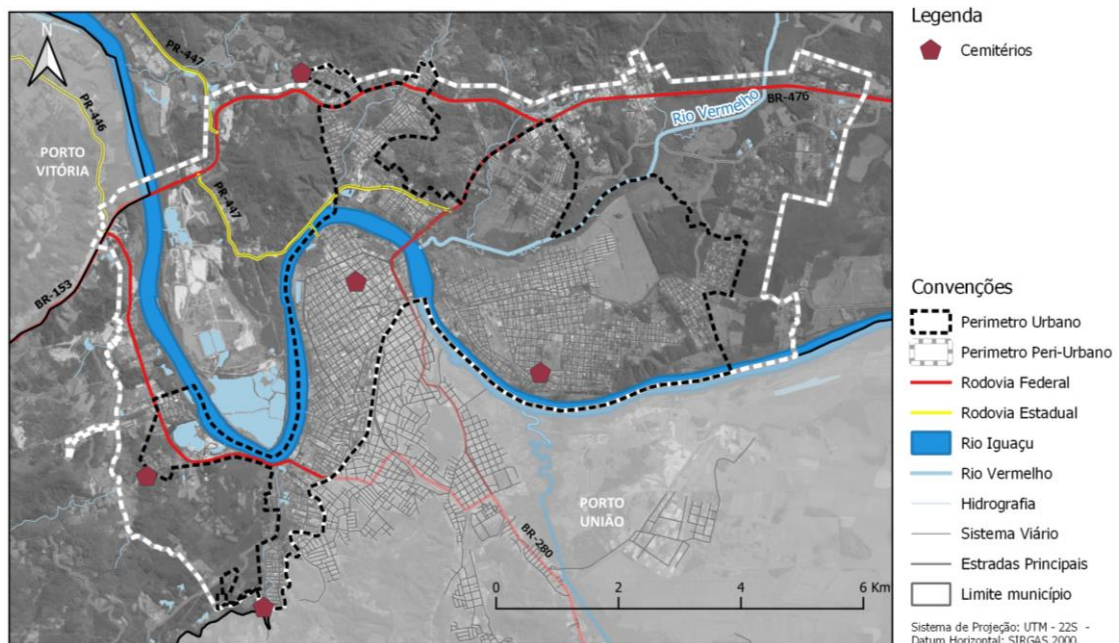 N
PR-447
PR-446
PORTO
VITÓRIA
BR-153
PR-447
Rio Vermelho
BR-476
BR-280
PORTO
UNIÃO
0 2 4 6 Km
Legenda
Cemitérios
Convenções
Perimetro Urbano
Perimetro Peri-Urbano
Rodovia Federal
Rodovia Estadual
Rio Iguaçu
Rio Vermelho
Hidrografia
Sistema Viário
Estradas Principais
Limite município
Sistema de Projeção: UTM - 22S -
Datum Horizontal: SIRGAS 2000